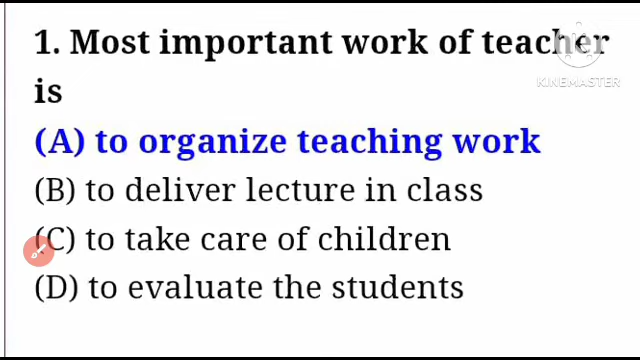 1. Most important work of teacher
is
(A) to organize teaching work
(B) to deliver lecture in class
(C) to take care of children
(D) to evaluate the students
KINEMASTER